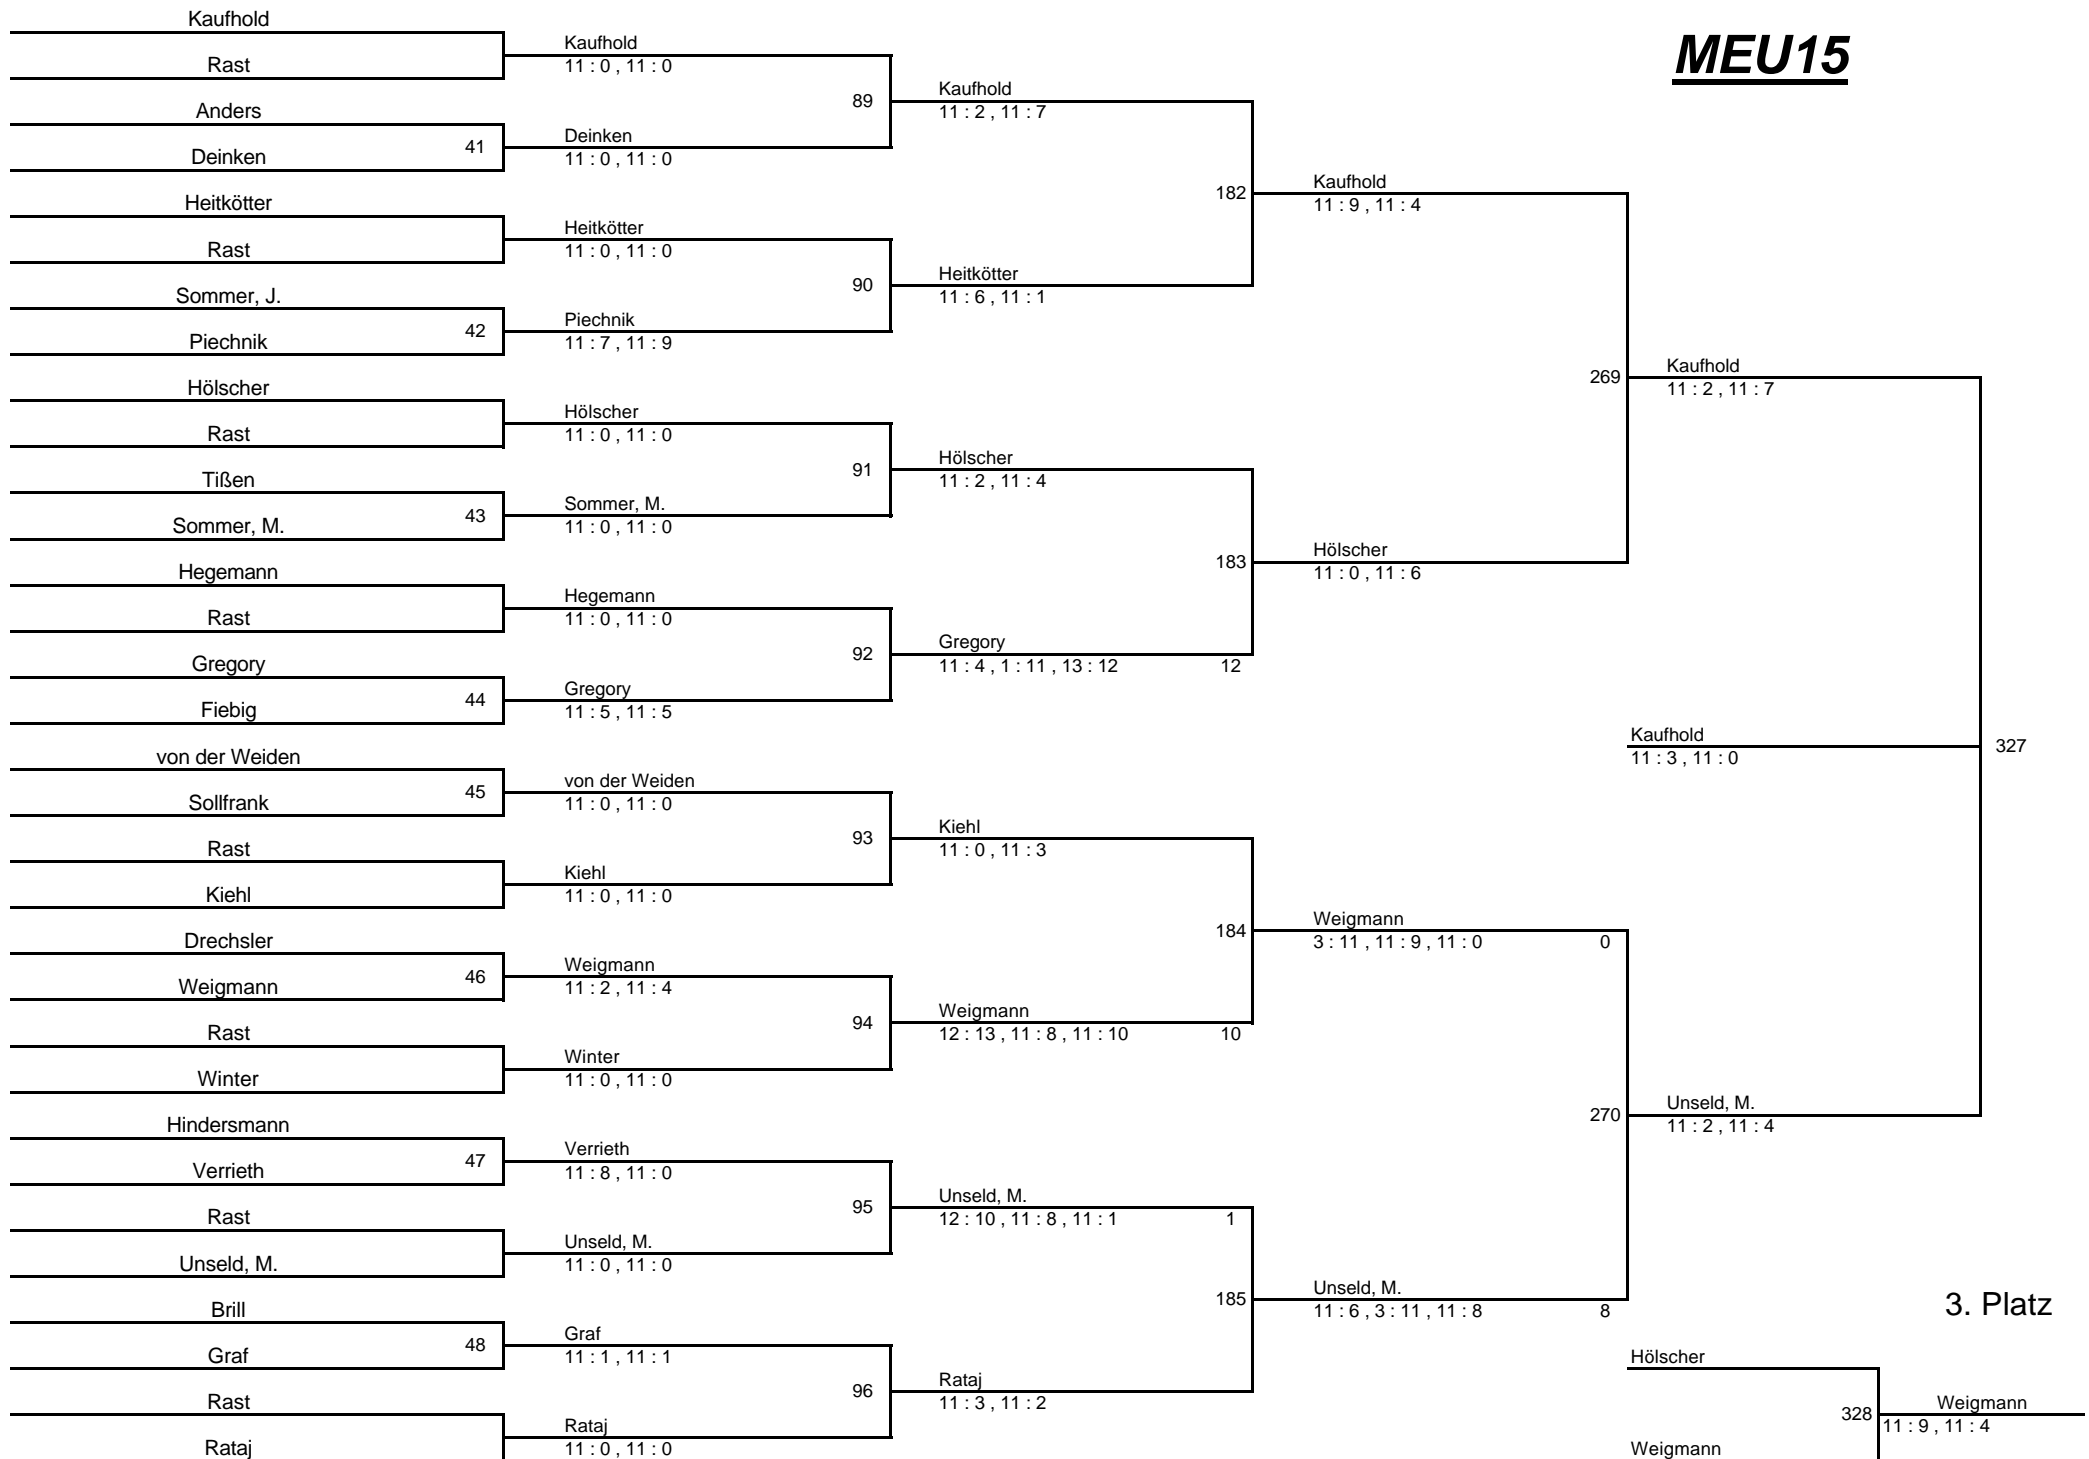 MEU15
Kaufhold
Rast
Anders
Deinken
41
Heitkötter
Rast
Sommer, J.
Piechnik
42
Hölscher
Rast
Tißen
Sommer, M.
43
Hegemann
Rast
Gregory
Fiebig
44
von der Weiden
Sollfrank
45
Rast
Kiehl
Drechsler
Weigmann
46
Rast
Winter
Hindersmann
Verrieth
47
Rast
Unseld, M.
Brill
Graf
48
Rast
Rataj
Kaufhold
11 : 0 , 11 : 0
89
Deinken
11 : 0 , 11 : 0
Heitkötter
11 : 0 , 11 : 0
90
Piechnik
11 : 7 , 11 : 9
Hölscher
11 : 0 , 11 : 0
91
Sommer, M.
11 : 0 , 11 : 0
Hegemann
11 : 0 , 11 : 0
92
Gregory
11 : 5 , 11 : 5
von der Weiden
11 : 0 , 11 : 0
93
Kiehl
11 : 0 , 11 : 0
Weigmann
11 : 2 , 11 : 4
94
Winter
11 : 0 , 11 : 0
Verrieth
11 : 8 , 11 : 0
95
Unseld, M.
11 : 0 , 11 : 0
Graf
11 : 1 , 11 : 1
96
Rataj
11 : 0 , 11 : 0
Kaufhold
11 : 2 , 11 : 7
182
Heitkötter
11 : 6 , 11 : 1
Hölscher
11 : 2 , 11 : 4
183
Gregory
11 : 4 , 1 : 11 , 13 : 12 12
Kiehl
11 : 0 , 11 : 3
184
Weigmann
12 : 13 , 11 : 8 , 11 : 10 10
Unseld, M.
12 : 10 , 11 : 8 , 11 : 1 1
185
Rataj
11 : 3 , 11 : 2
Kaufhold
11 : 9 , 11 : 4
269
Hölscher
11 : 0 , 11 : 6
Weigmann
3 : 11 , 11 : 9 , 11 : 0 0
270
Unseld, M.
11 : 6 , 3 : 11 , 11 : 8 8
Kaufhold
11 : 2 , 11 : 7
Kaufhold
11 : 3 , 11 : 0
327
Unseld, M.
11 : 2 , 11 : 4
3. Platz
Hölscher
328
Weigmann
11 : 9 , 11 : 4
Weigmann